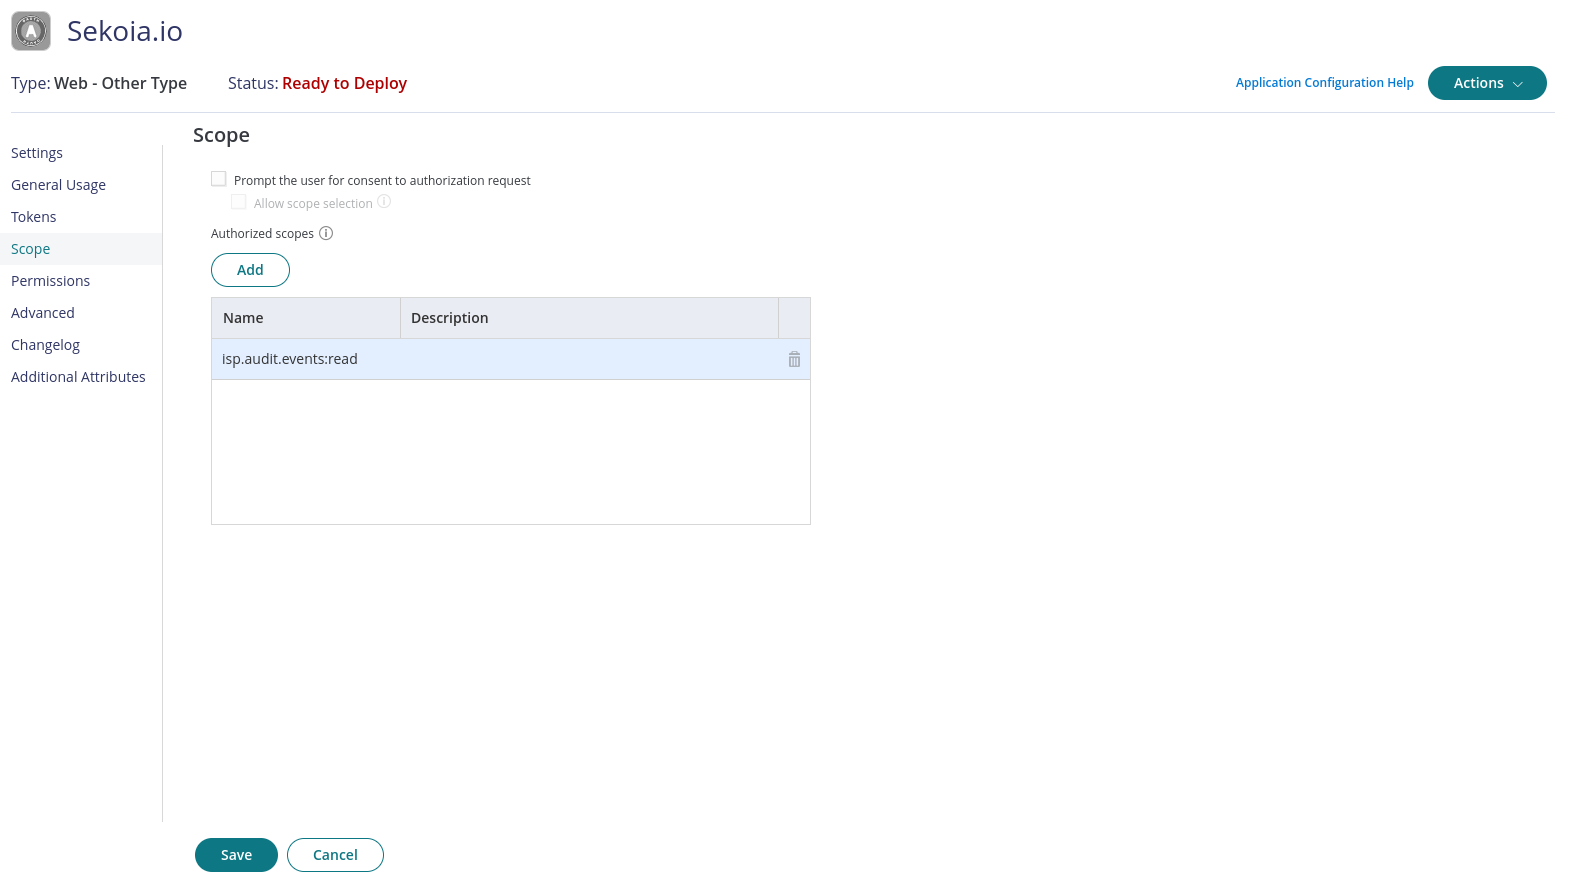 Sekoia.io
Type: Web - Other Type Status: Ready to Deploy Application Configuration Help Actions
Settings
General Usage
Tokens
Scope
Permissions
Advanced
Changelog
Additional Attributes
Scope
Prompt the user for consent to authorization request
Allow scope selection
Authorized scopes
Add
Name Description
isp.audit.events:read
Save Cancel